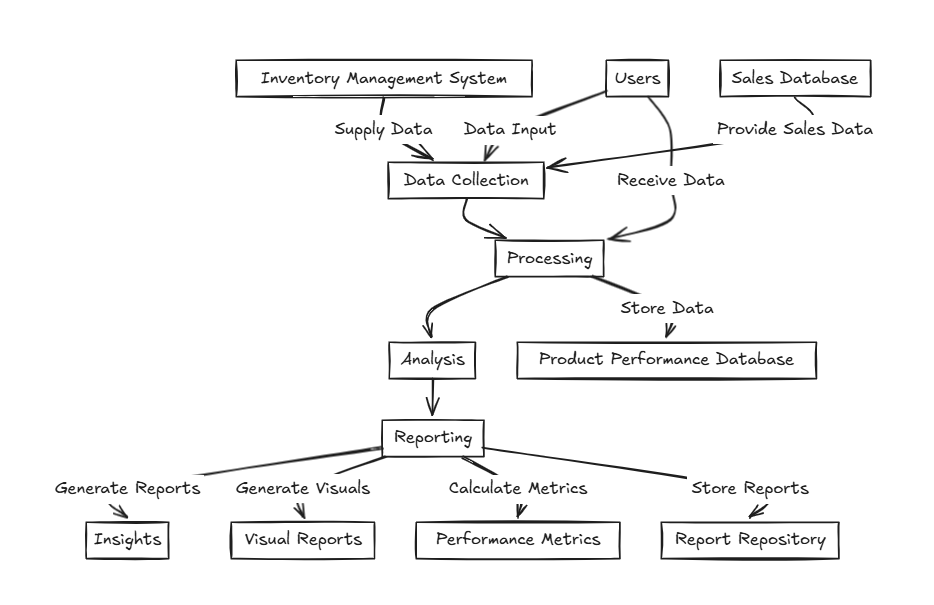 Inventory Management System
Users
Sales Database
Supply Data
Data Input
Provide Sales Data
Data Collection
Receive Data
Processing
Store Data
Analysis
Product Performance Database
Reporting
Generate Reports
Generate Visuals
Calculate Metrics
Store Reports
Insights
Visual Reports
Performance Metrics
Report Repository